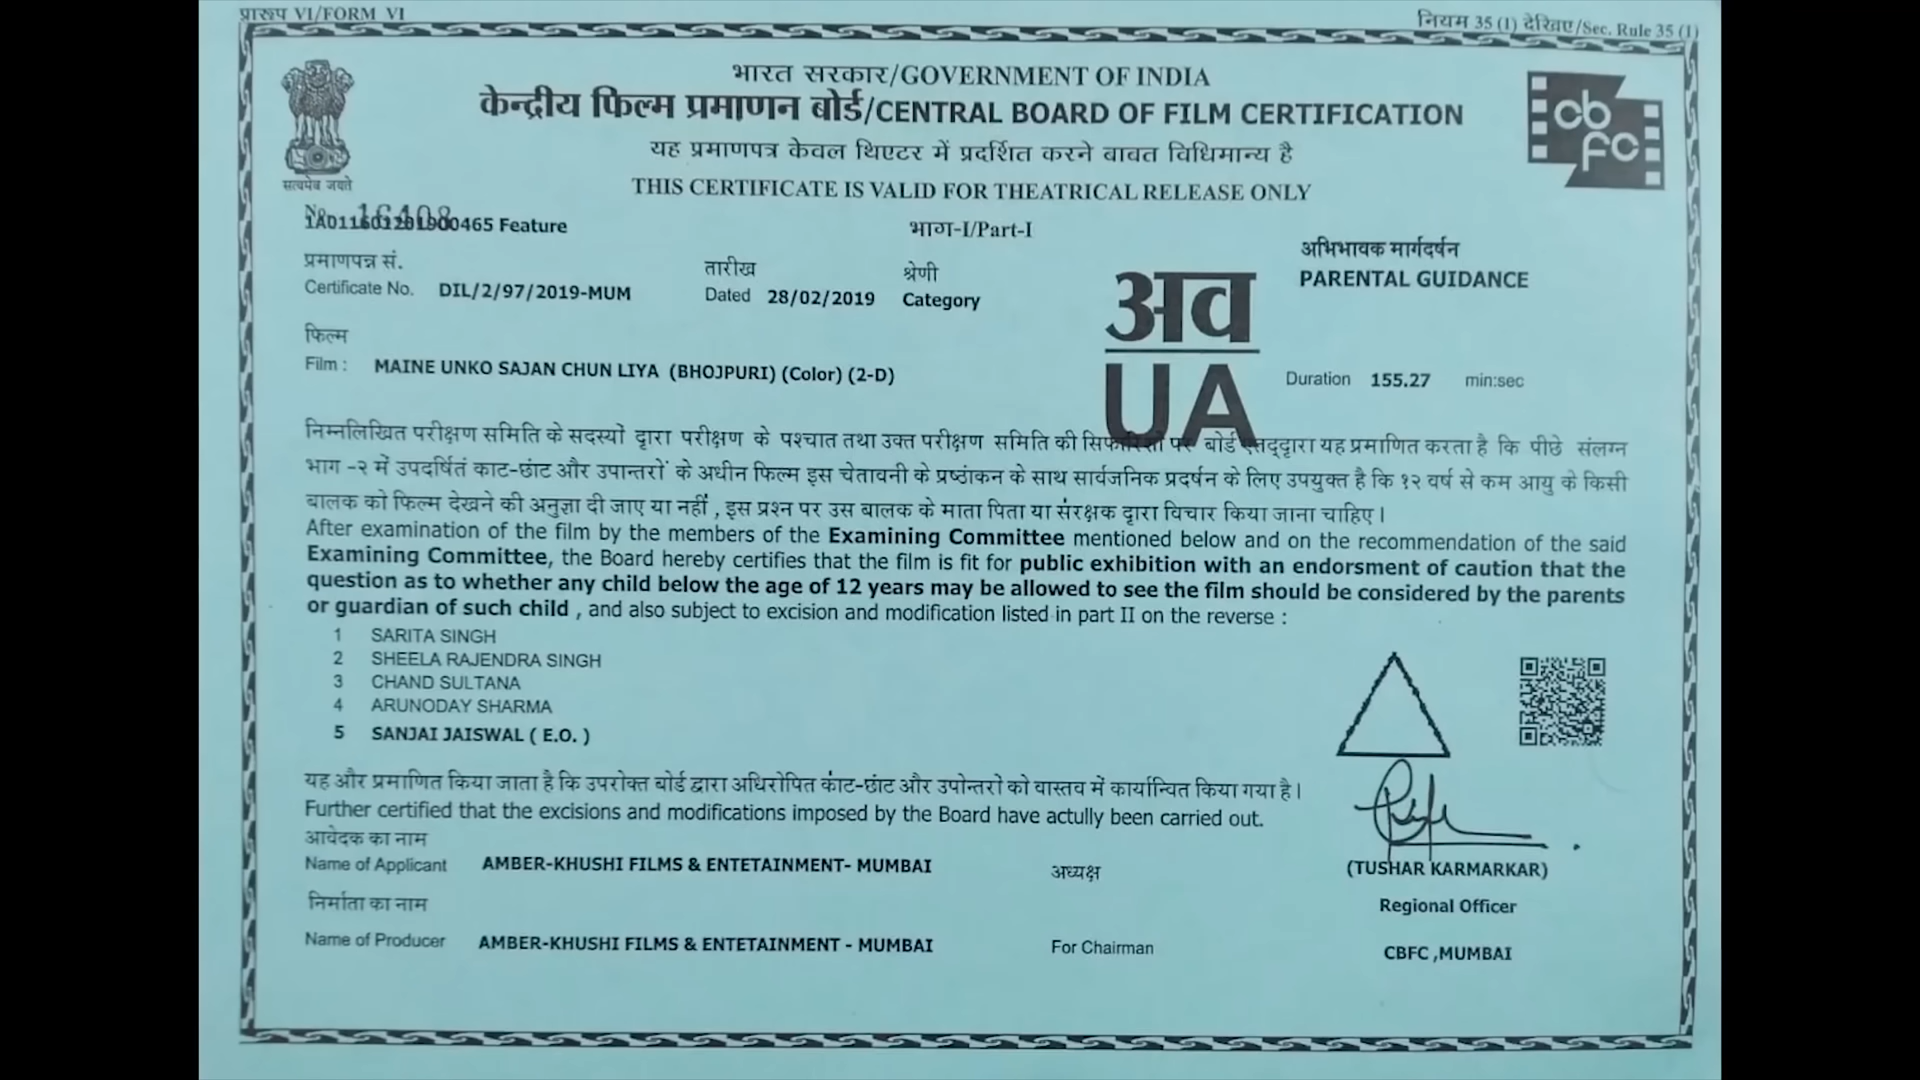 प्रारूप VI/FORM VI
नियम 35 (1) देखिए/Sec. Rule 35 (1)
भारत सरकार/GOVERNMENT OF INDIA
केन्द्रीय फिल्म प्रमाणन बोर्ड/CENTRAL BOARD OF FILM CERTIFICATION
cbfc
यह प्रमाणपत्र केवल थिएटर में प्रदर्शित करने बावत विधिमान्य है
सत्यमेव जयते
THIS CERTIFICATE IS VALID FOR THEATRICAL RELEASE ONLY
No. 16408
1A011601201900465 Feature
भाग-I/Part-I
अभिभावक मार्गदर्शन
PARENTAL GUIDANCE
प्रमाणपत्र सं.
तारीख
श्रेणी
Certificate No. DIL/2/97/2019-MUM
Dated 28/02/2019
Category
अव
UA
फिल्म
Film : MAINE UNKO SAJAN CHUN LIYA (BHOJPURI) (Color) (2-D)
Duration 155.27 min:sec
निम्नलिखित परीक्षण समिति के सदस्यों द्वारा परीक्षण के पश्चात तथा उक्त परीक्षण समिति की सिफारिशों पर बोर्ड एतद्द्वारा यह प्रमाणित करता है कि पीछे संलग्न
भाग -२ में उपदर्षितं काट-छांट और उपान्तरों के अधीन फिल्म इस चेतावनी के प्रष्ठांकन के साथ सार्वजनिक प्रदर्षन के लिए उपयुक्त है कि १२ वर्ष से कम आयु के किसी
बालक को फिल्म देखने की अनुज्ञा दी जाए या नहीं , इस प्रश्न पर उस बालक के माता पिता या संरक्षक द्वारा विचार किया जाना चाहिए ।
After examination of the film by the members of the Examining Committee mentioned below and on the recommendation of the said
Examining Committee, the Board hereby certifies that the film is fit for public exhibition with an endorsment of caution that the
question as to whether any child below the age of 12 years may be allowed to see the film should be considered by the parents
or guardian of such child , and also subject to excision and modification listed in part II on the reverse :
1 SARITA SINGH
2 SHEELA RAJENDRA SINGH
3 CHAND SULTANA
4 ARUNODAY SHARMA
5 SANJAI JAISWAL ( E.O. )
यह और प्रमाणित किया जाता है कि उपरोक्त बोर्ड द्वारा अधिरोपित कांट-छांट और उपोन्तरों को वास्तव में कार्यान्वित किया गया है ।
Further certified that the excisions and modifications imposed by the Board have actully been carried out.
आवेदक का नाम
Name of Applicant AMBER-KHUSHI FILMS & ENTETAINMENT- MUMBAI
अध्यक्ष
(TUSHAR KARMARKAR)
निर्माता का नाम
Regional Officer
Name of Producer AMBER-KHUSHI FILMS & ENTETAINMENT - MUMBAI
For Chairman
CBFC ,MUMBAI